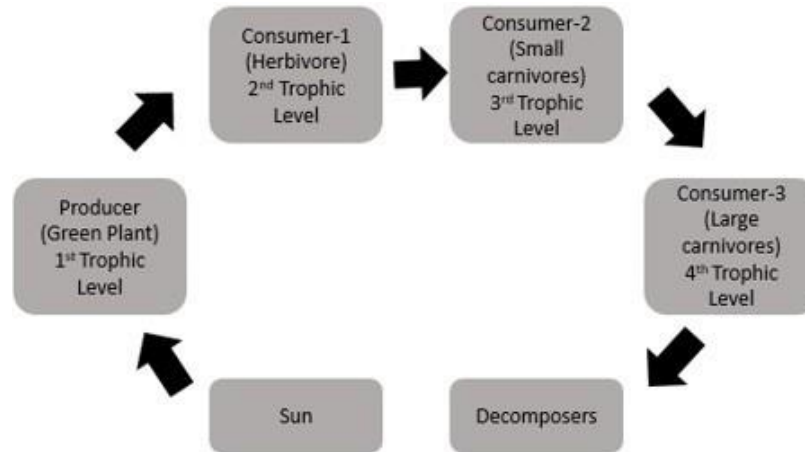 Consumer-1
(Herbivore)
2nd Trophic
Level
Consumer-2
(Small
carnivores)
3rd Trophic
Level
Consumer-3
(Large
carnivores)
4th Trophic
Level
Producer
(Green Plant)
1st Trophic
Level
Sun
Decomposers